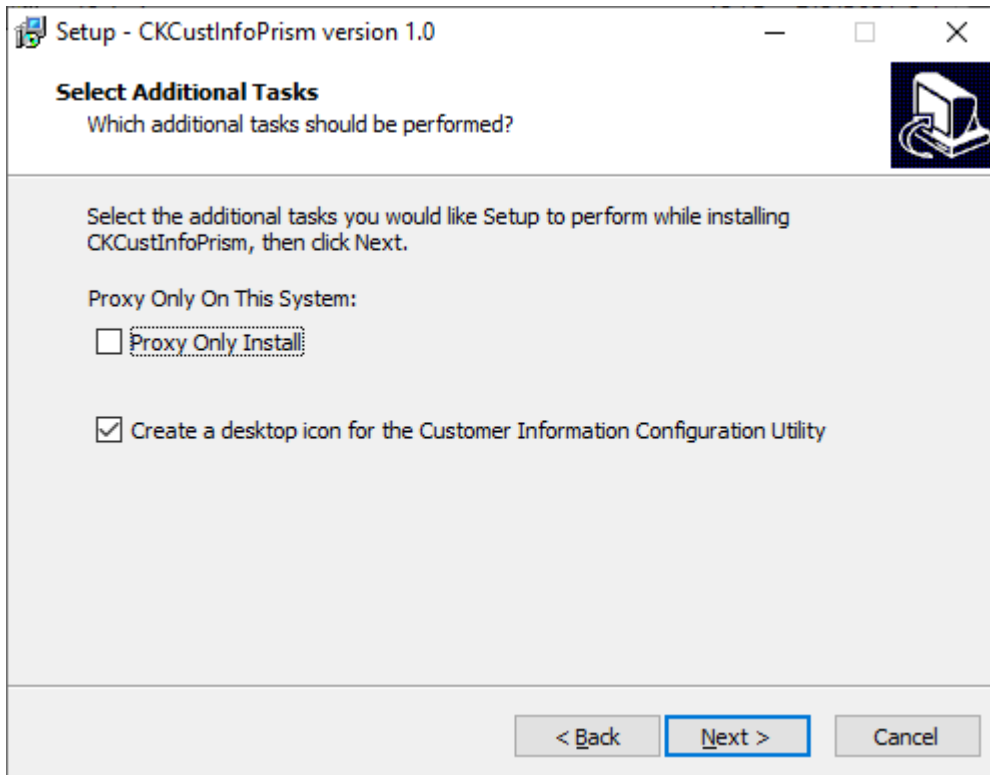 Setup - CKCustInfoPrism version 1.0
Select Additional Tasks
Which additional tasks should be performed?
Select the additional tasks you would like Setup to perform while installing
CKCustInfoPrism, then click Next.
Proxy Only On This System:
Proxy Only Install
Create a desktop icon for the Customer Information Configuration Utility
< Back
Next >
Cancel